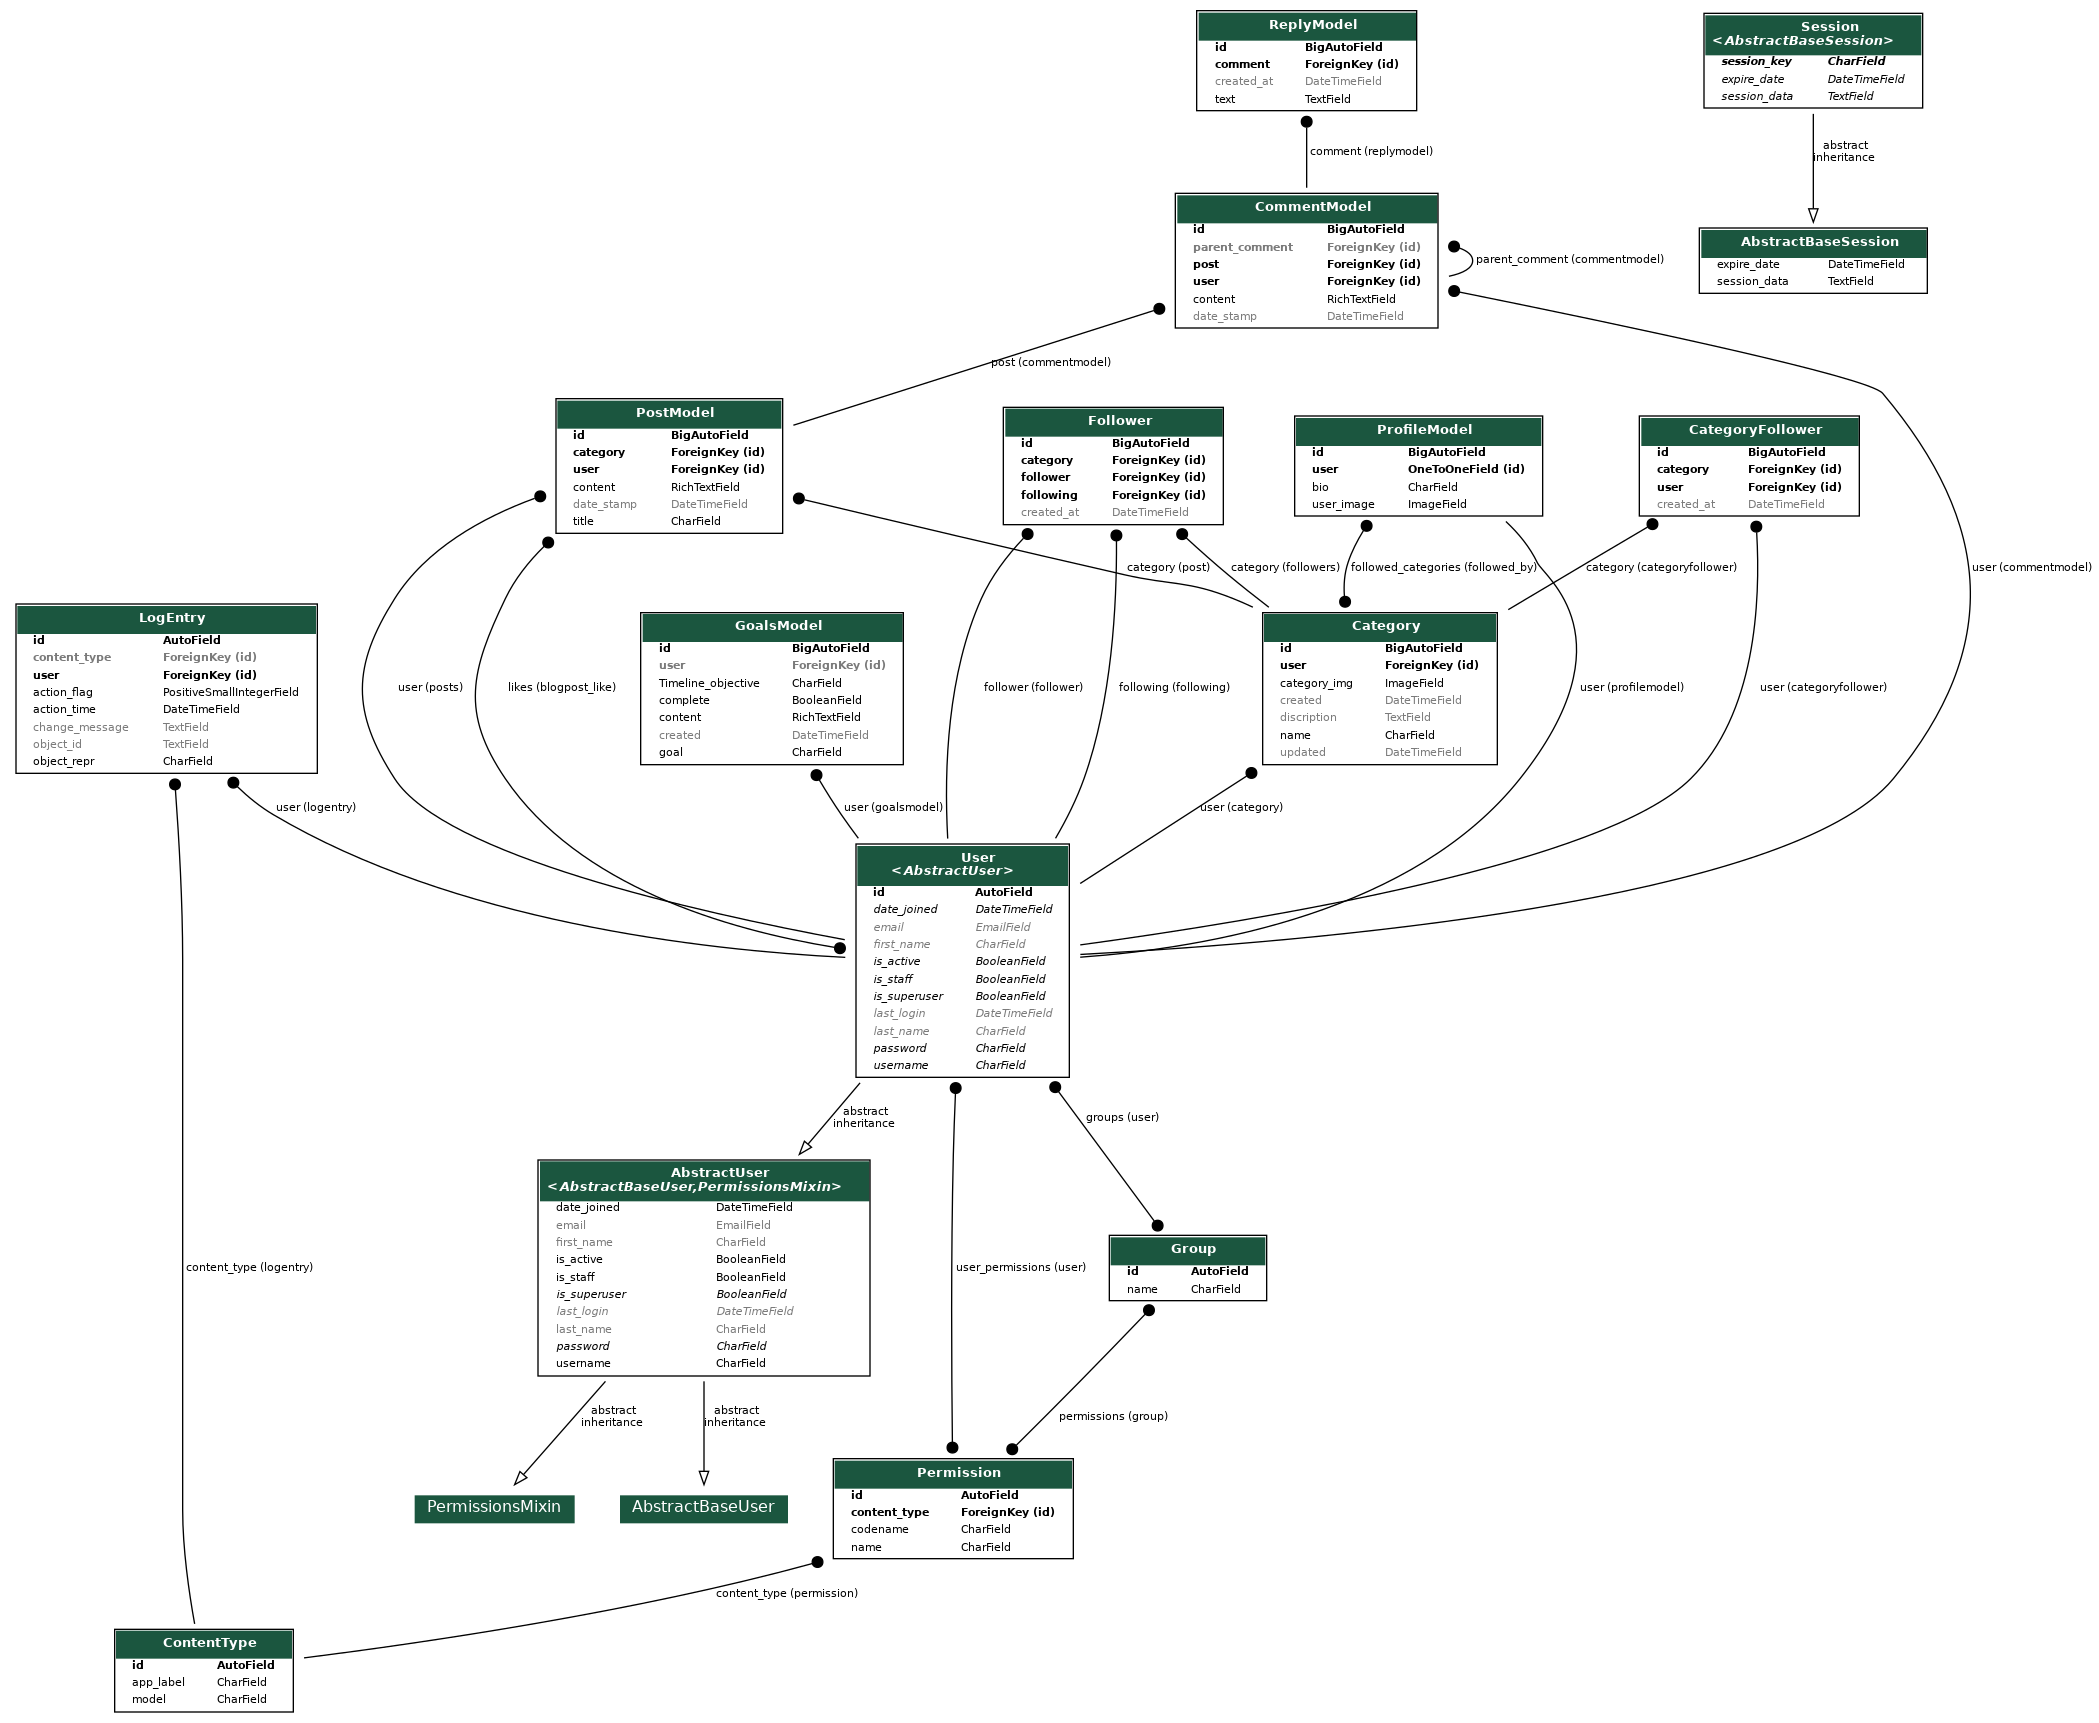 ReplyModel
id BigAutoField
comment ForeignKey (id)
created_at DateTimeField
text TextField
Session
<AbstractBaseSession>
session_key CharField
expire_date DateTimeField
session_data TextField
comment (replymodel)
abstract
inheritance
CommentModel
id BigAutoField
parent_comment ForeignKey (id)
post ForeignKey (id)
user ForeignKey (id)
content RichTextField
date_stamp DateTimeField
parent_comment (commentmodel)
AbstractBaseSession
expire_date DateTimeField
session_data TextField
post (commentmodel)
PostModel
id BigAutoField
category ForeignKey (id)
user ForeignKey (id)
content RichTextField
date_stamp DateTimeField
title CharField
Follower
id BigAutoField
category ForeignKey (id)
follower ForeignKey (id)
following ForeignKey (id)
created_at DateTimeField
ProfileModel
id BigAutoField
user OneToOneField (id)
bio CharField
user_image ImageField
CategoryFollower
id BigAutoField
category ForeignKey (id)
user ForeignKey (id)
created_at DateTimeField
category (post)
category (followers)
followed_categories (followed_by)
category (categoryfollower)
user (commentmodel)
LogEntry
id AutoField
content_type ForeignKey (id)
user ForeignKey (id)
action_flag PositiveSmallIntegerField
action_time DateTimeField
change_message TextField
object_id TextField
object_repr CharField
user (posts)
likes (blogpost_like)
GoalsModel
id BigAutoField
user ForeignKey (id)
Timeline_objective CharField
complete BooleanField
content RichTextField
created DateTimeField
goal CharField
follower (follower)
following (following)
Category
id BigAutoField
user ForeignKey (id)
category_img ImageField
created DateTimeField
discription TextField
name CharField
updated DateTimeField
user (profilemodel)
user (categoryfollower)
user (logentry)
user (goalsmodel)
user (category)
User
<AbstractUser>
id AutoField
date_joined DateTimeField
email EmailField
first_name CharField
is_active BooleanField
is_staff BooleanField
is_superuser BooleanField
last_login DateTimeField
last_name CharField
password CharField
username CharField
abstract
inheritance
groups (user)
AbstractUser
<AbstractBaseUser,PermissionsMixin>
date_joined DateTimeField
email EmailField
first_name CharField
is_active BooleanField
is_staff BooleanField
is_superuser BooleanField
last_login DateTimeField
last_name CharField
password CharField
username CharField
content_type (logentry)
user_permissions (user)
Group
id AutoField
name CharField
abstract
inheritance
abstract
inheritance
permissions (group)
PermissionsMixin
AbstractBaseUser
Permission
id AutoField
content_type ForeignKey (id)
codename CharField
name CharField
content_type (permission)
ContentType
id AutoField
app_label CharField
model CharField